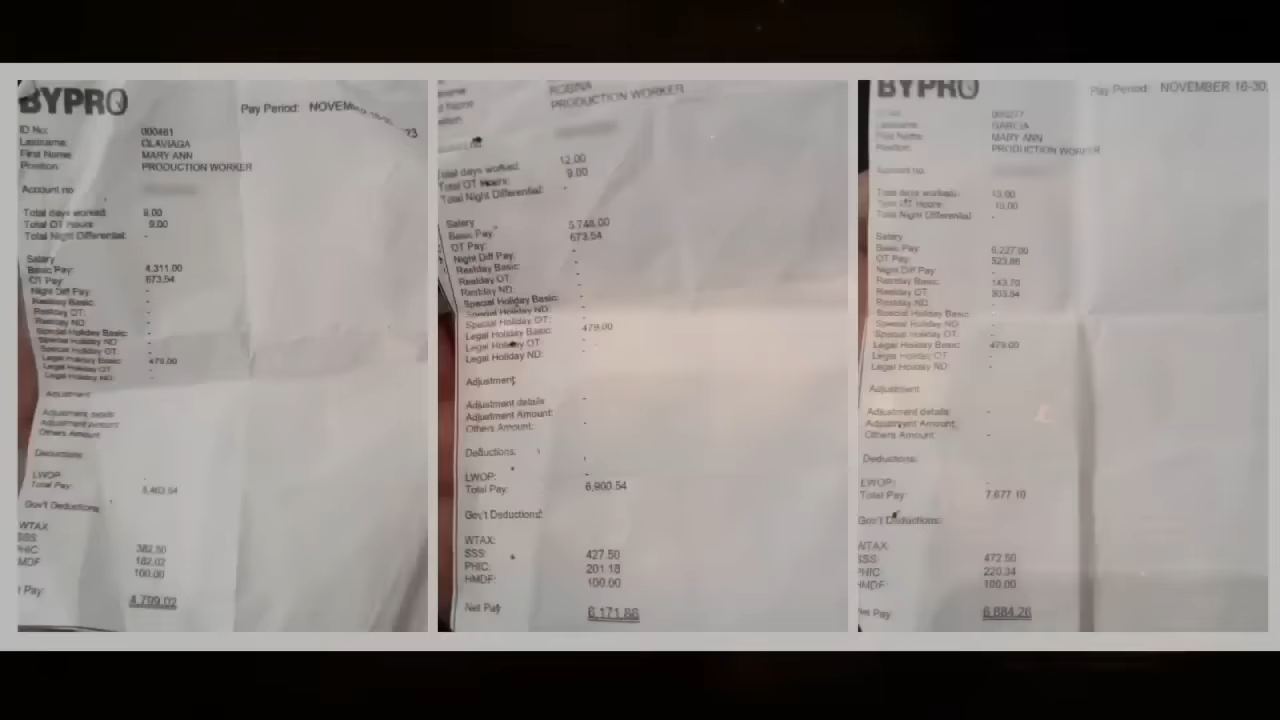 BYPRO
Pay Period: NOVEMBER
ID No: 000461
Lastname: OLAVIAGA
First Name: MARY ANN
Position: PRODUCTION WORKER
Account no
Total days worked: 9.00
Total OT Hours 9.00
Total Night Differential: -
Salary
Basic Pay: 4,311.00
OT Pay: 673.54
Night Diff Pay: -
Restday Basic: -
Restday OT: -
Restday ND: -
Special Holiday Basic: -
Special Holiday ND -
Special Holiday OT: -
Legal Holiday Basic: 479.00
Legal Holiday OT: -
Legal Holiday ND: -
Adjustment
Adjustment details
Adjustment Amount
Others Amount:
Deductions:
LWOP: -
Total Pay: 5,463.54
Gov't Deductions
WTAX
SSS: 382.50
PHIC 182.02
HMDF 100.00
Pay: 4,799.02
ROBINA
PRODUCTION WORKER
Total days worked: 12.00
Total OT Hours: 9.00
Total Night Differential: -
Salary
Basic Pay: 5,748.00
OT Pay: 673.54
Night Diff Pay: -
Restday Basic: -
Restday OT: -
Restday ND: -
Special Holiday Basic: -
Special Holiday ND: -
Special Holiday OT: -
Legal Holiday Basic: 479.00
Legal Holiday OT: -
Legal Holiday ND: -
Adjustment:
Adjustment details -
Adjustment Amount:
Others Amount: -
Deductions:
LWOP: -
Total Pay: 6,900.54
Gov't Deductions:
WTAX:
SSS: 427.50
PHIC: 201.18
HMDF: 100.00
Net Pay 6,171.86
BYPRO
Pay Period: NOVEMBER 16-30,
Lastname: GARCIA
First Name: MARY ANN
Position: PRODUCTION WORKER
Account no.
Total days worked: 13.00
Total OT Hours:
Total Night Differential -
Salary
Basic Pay: 6,227.00
OT Pay: 523.86
Night Diff Pay -
Restday Basic: 143.70
Restday OT: 303.54
Restday ND: -
Special Holiday Basic: -
Special Holiday ND -
Special Holiday OT: -
Legal Holiday Basic: 479.00
Legal Holiday OT -
Legal Holiday ND: -
Adjustment
Adjustment details: -
Adjustment Amount:
Others Amount: -
Deductions:
LWOP: -
Total Pay: 7,677.10
Gov't Deductions:
WTAX:
SSS: 472.50
PHIC: 220.34
HMDF: 100.00
Net Pay 6,884.26